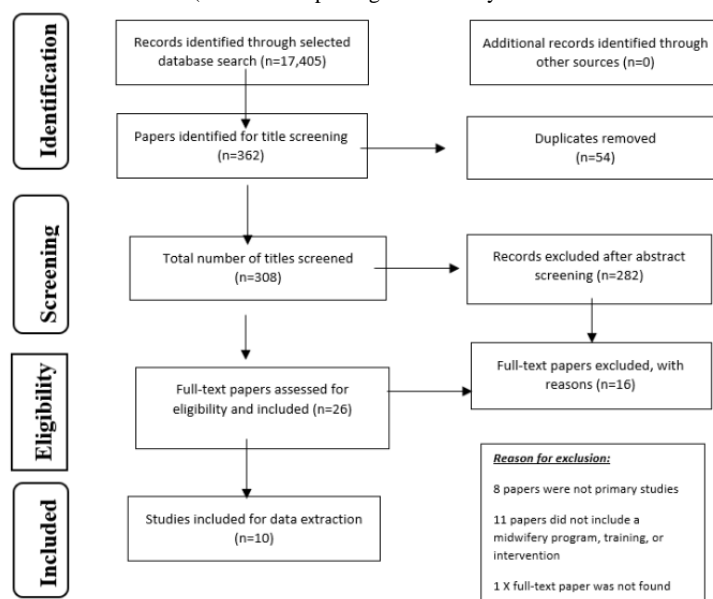 Identification
Records identified through selected
database search (n=17,405)
Additional records identified through
other sources (n=0)
Papers identified for title screening
(n=362)
Duplicates removed
(n=54)
Screening
Total number of titles screened
(n=308)
Records excluded after abstract
screening (n=282)
Eligibility
Full-text papers assessed for
eligibility and included (n=26)
Full-text papers excluded, with
reasons (n=16)
Included
Studies included for data extraction
(n=10)
Reason for exclusion:
8 papers were not primary studies
11 papers did not include a
midwifery program, training, or
intervention
1 X full-text paper was not found